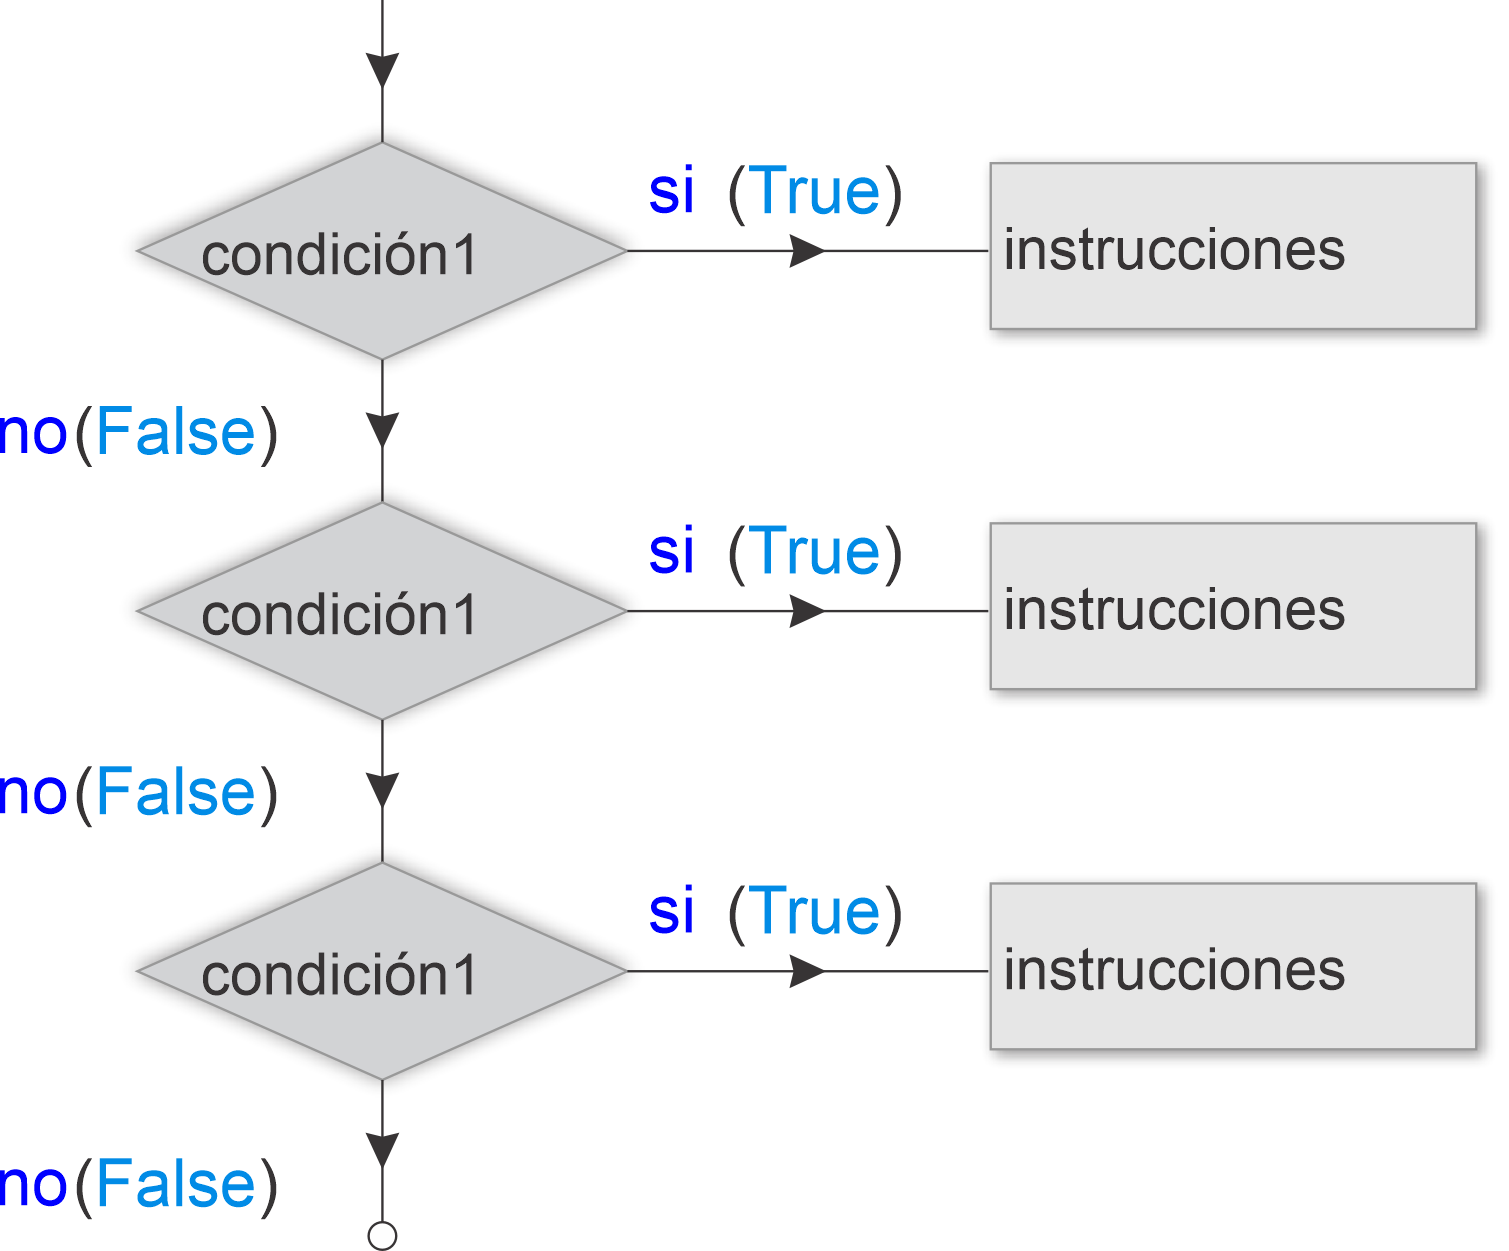 si (True)
condición1
instrucciones
no(False)
si (True)
condición1
instrucciones
no(False)
si (True)
condición1
instrucciones
no(False)